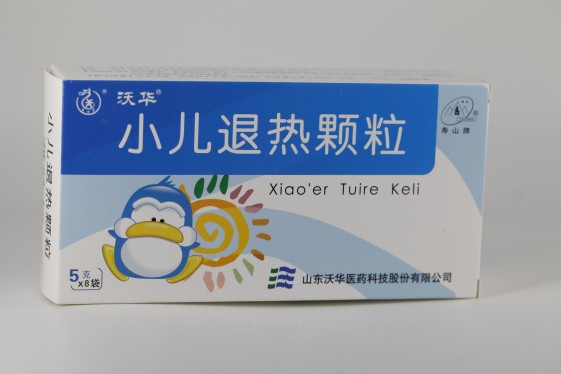 沃华®
小儿退热颗粒
Xiao'er Tuire Keli
®
寿山牌
小儿退热颗粒
5克
x8袋
山东沃华医药科技股份有限公司